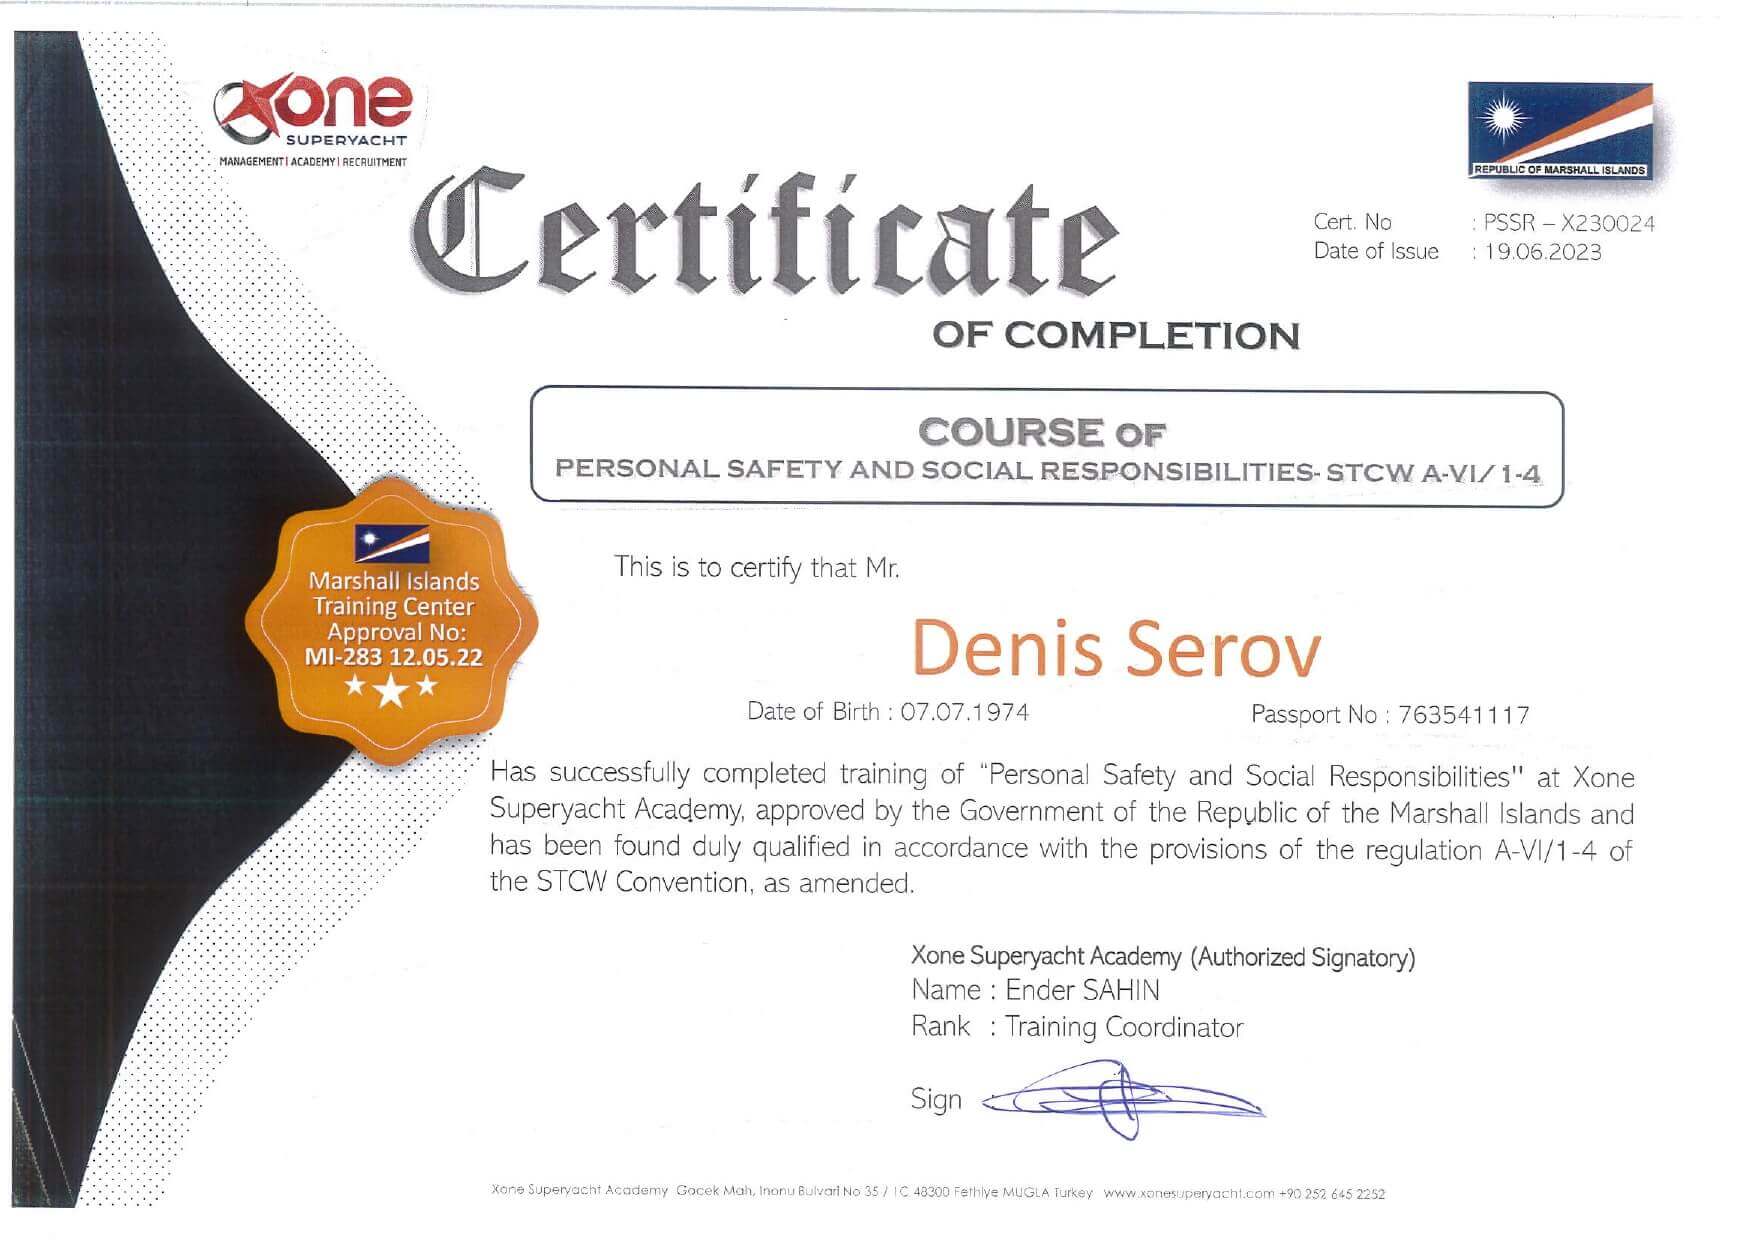 xone
SUPERYACHT
MANAGEMENT | ACADEMY | RECRUITMENT
REPUBLIC OF MARSHALL ISLANDS
Cert. No : PSSR – X230024
Date of Issue : 19.06.2023
Certificate
OF COMPLETION
COURSE OF
PERSONAL SAFETY AND SOCIAL RESPONSIBILITIES- STCW A-VI/ 1-4
Marshall Islands
Training Center
Approval No:
MI-283 12.05.22
This is to certify that Mr.
Denis Serov
Date of Birth : 07.07.1974 Passport No : 763541117
Has successfully completed training of "Personal Safety and Social Responsibilities" at Xone
Superyacht Academy, approved by the Government of the Republic of the Marshall Islands and
has been found duly qualified in accordance with the provisions of the regulation A-VI/1-4 of
the STCW Convention, as amended.
Xone Superyacht Academy (Authorized Signatory)
Name : Ender SAHIN
Rank : Training Coordinator
Sign
Xone Superyacht Academy Gocek Mah, Inonu Bulvari No 35 / 1C 48300 Fethiye MUGLA Turkey www.xonesuperyacht.com +90 252 645 2252